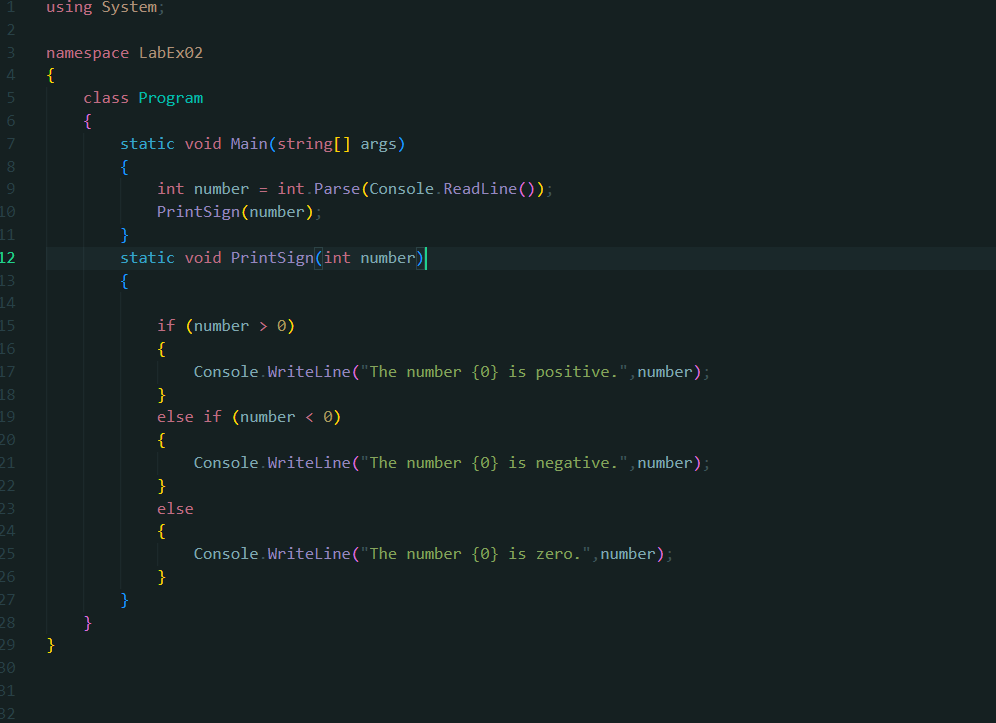 1 using System;
2
3 namespace LabEx02
4 {
5 class Program
6 {
7 static void Main(string[] args)
8 {
9 int number = int.Parse(Console.ReadLine());
10 PrintSign(number);
11 }
12 static void PrintSign(int number)
13 {
14
15 if (number > 0)
16 {
17 Console.WriteLine("The number {0} is positive.",number);
18 }
19 else if (number < 0)
20 {
21 Console.WriteLine("The number {0} is negative.",number);
22 }
23 else
24 {
25 Console.WriteLine("The number {0} is zero.",number);
26 }
27 }
28 }
29 }
30
31
32